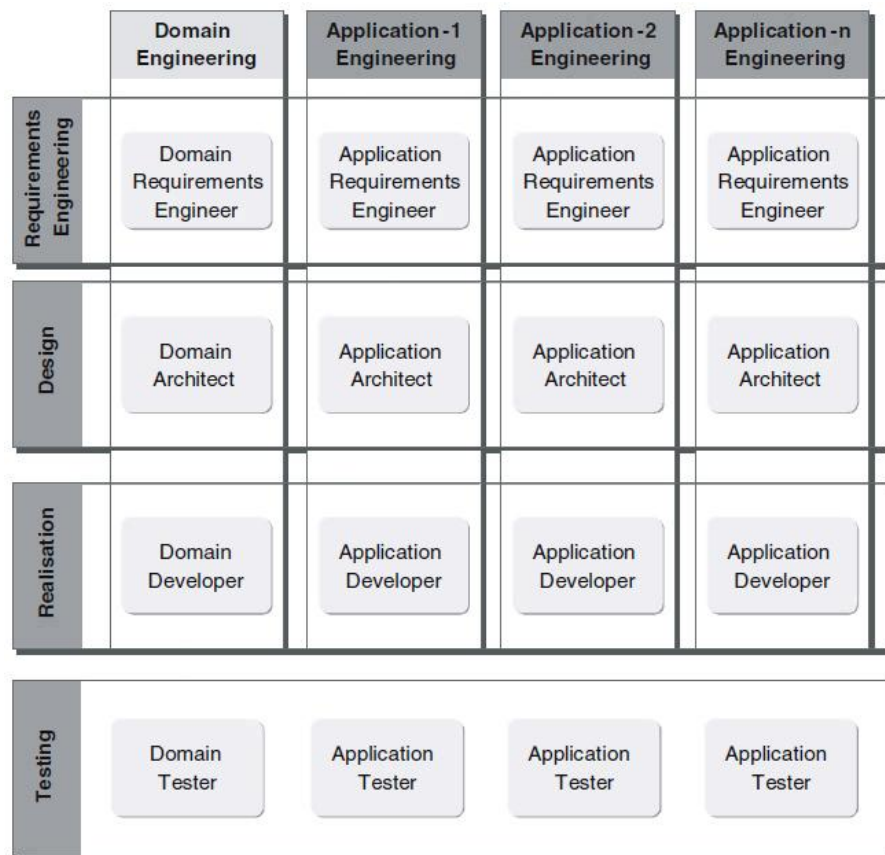 Domain
Engineering
Application-1
Engineering
Application-2
Engineering
Application-n
Engineering
Requirements
Engineering
Domain
Requirements
Engineer
Application
Requirements
Engineer
Application
Requirements
Engineer
Application
Requirements
Engineer
Design
Domain
Architect
Application
Architect
Application
Architect
Application
Architect
Realisation
Domain
Developer
Application
Developer
Application
Developer
Application
Developer
Testing
Domain
Tester
Application
Tester
Application
Tester
Application
Tester